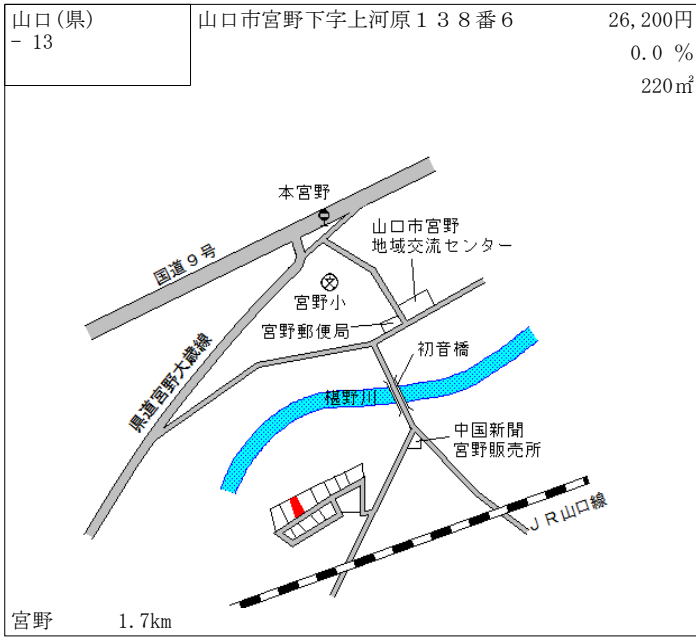 山口(県)
- 13
山口市宮野下字上河原１３８番６
26,200円
0.0 %
220㎡
本宮野
山口市宮野
地域交流センター
国道９号
宮野小
宮野郵便局
初音橋
県道宮野大歳線
椹野川
中国新聞
宮野販売所
ＪＲ山口線
宮野 1.7km